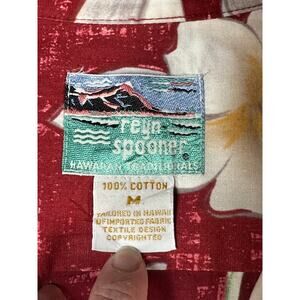 reyn
spooner®
HAWAIIAN TRADITIONALS
100% COTTON
M
TAILORED IN HAWAII
OF IMPORTED FABRIC
TEXTILE DESIGN
COPYRIGHTED